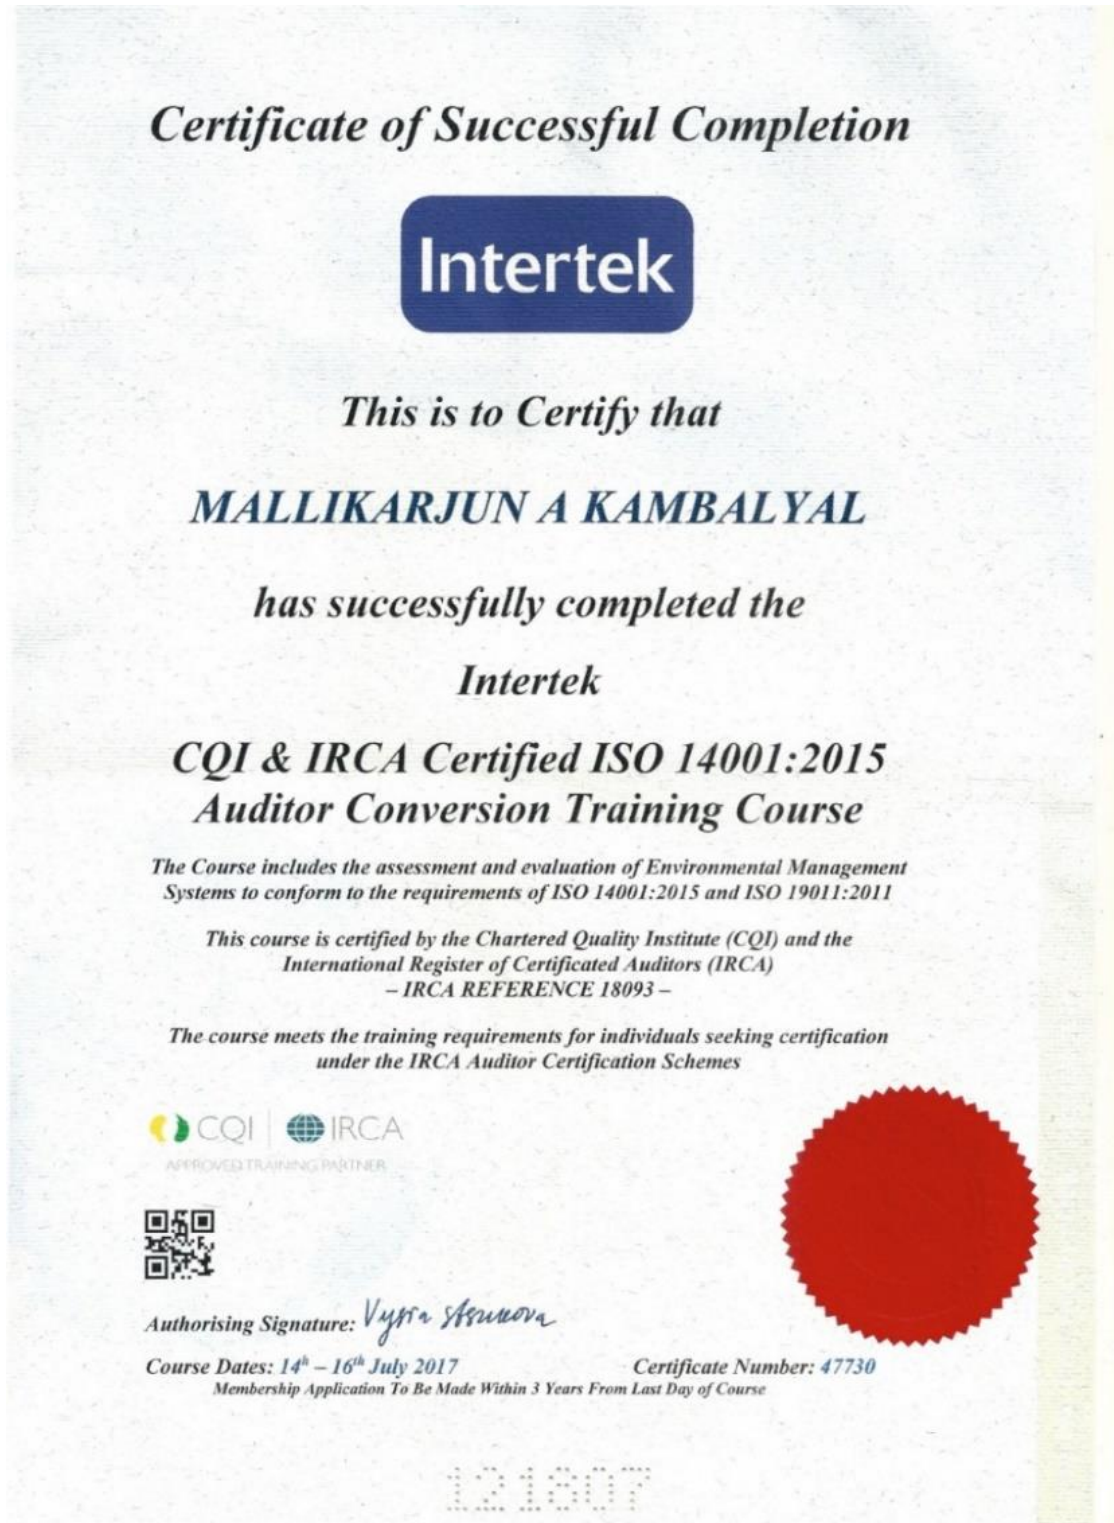 Certificate of Successful Completion
Intertek
This is to Certify that
MALLIKARJUN A KAMBALYAL
has successfully completed the
Intertek
CQI & IRCA Certified ISO 14001:2015
Auditor Conversion Training Course
The Course includes the assessment and evaluation of Environmental Management
Systems to conform to the requirements of ISO 14001:2015 and ISO 19011:2011
This course is certified by the Chartered Quality Institute (CQI) and the
International Register of Certificated Auditors (IRCA)
– IRCA REFERENCE 18093 –
The course meets the training requirements for individuals seeking certification
under the IRCA Auditor Certification Schemes
CQI IRCA
APPROVED TRAINING PARTNER
Authorising Signature:
Course Dates: 14th – 16th July 2017 Certificate Number: 47730
Membership Application To Be Made Within 3 Years From Last Day of Course
121807